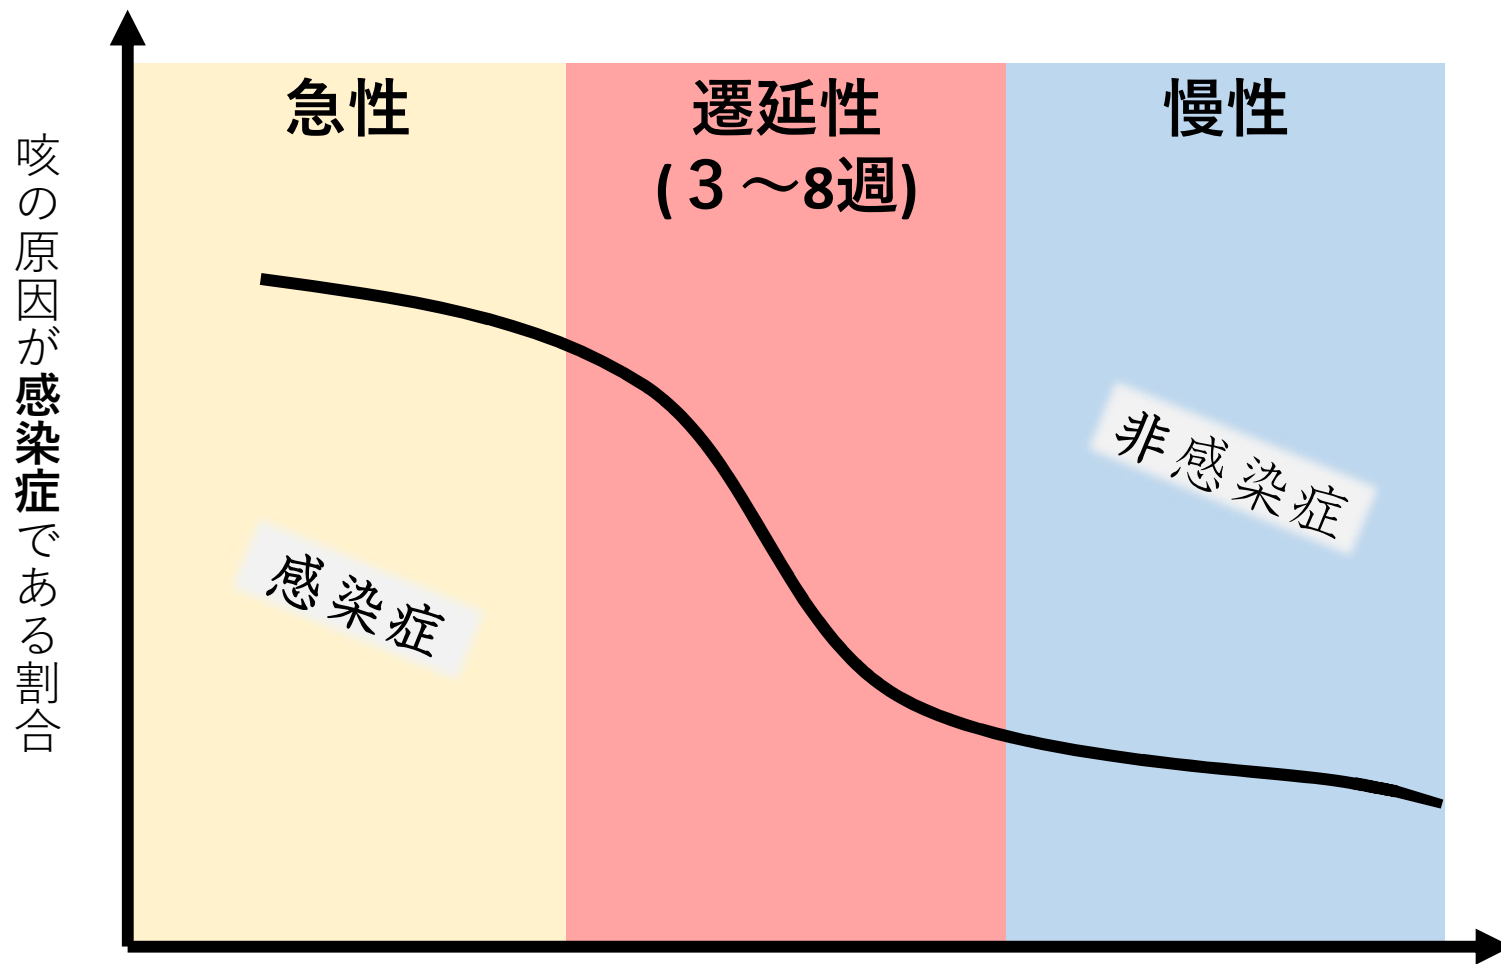 咳の原因が感染症である割合
急性
遷延性
(３～8週)
慢性
感染症
非感染症